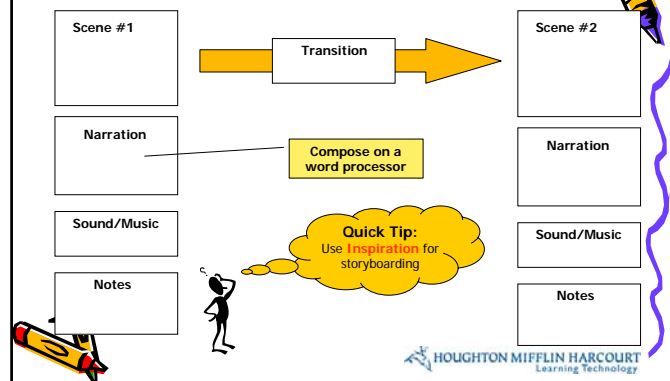 Scene #1
Transition
Scene #2
Narration
Compose on a
word processor
Narration
Sound/Music
Quick Tip:
Use Inspiration for
storyboarding
Sound/Music
Notes
Notes
HOUGHTON MIFFLIN HARCOURT
Learning Technology